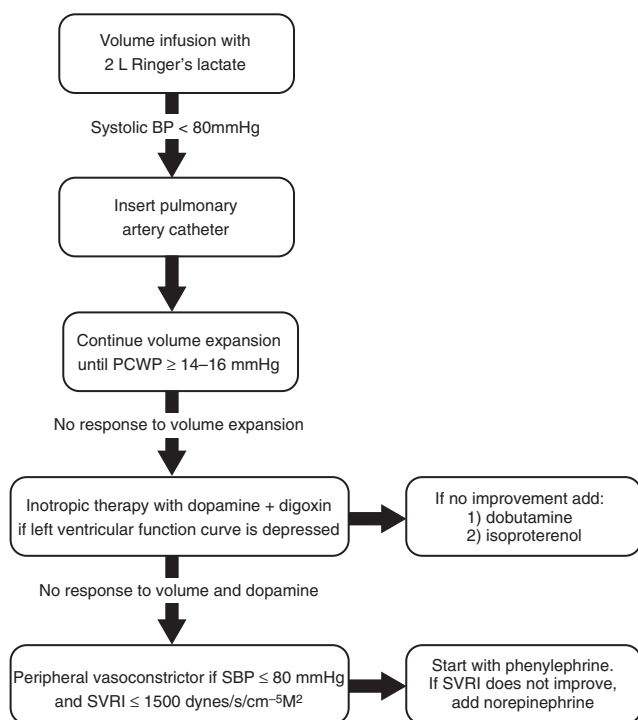 Volume infusion with
2 L Ringer's lactate
Systolic BP < 80mmHg
Insert pulmonary
artery catheter
Continue volume expansion
until PCWP ≥ 14–16 mmHg
No response to volume expansion
Inotropic therapy with dopamine + digoxin
if left ventricular function curve is depressed
If no improvement add:
1) dobutamine
2) isoproterenol
No response to volume and dopamine
Peripheral vasoconstrictor if SBP ≤ 80 mmHg
and SVRI ≤ 1500 dynes/s/cm⁻⁵M²
Start with phenylephrine.
If SVRI does not improve,
add norepinephrine